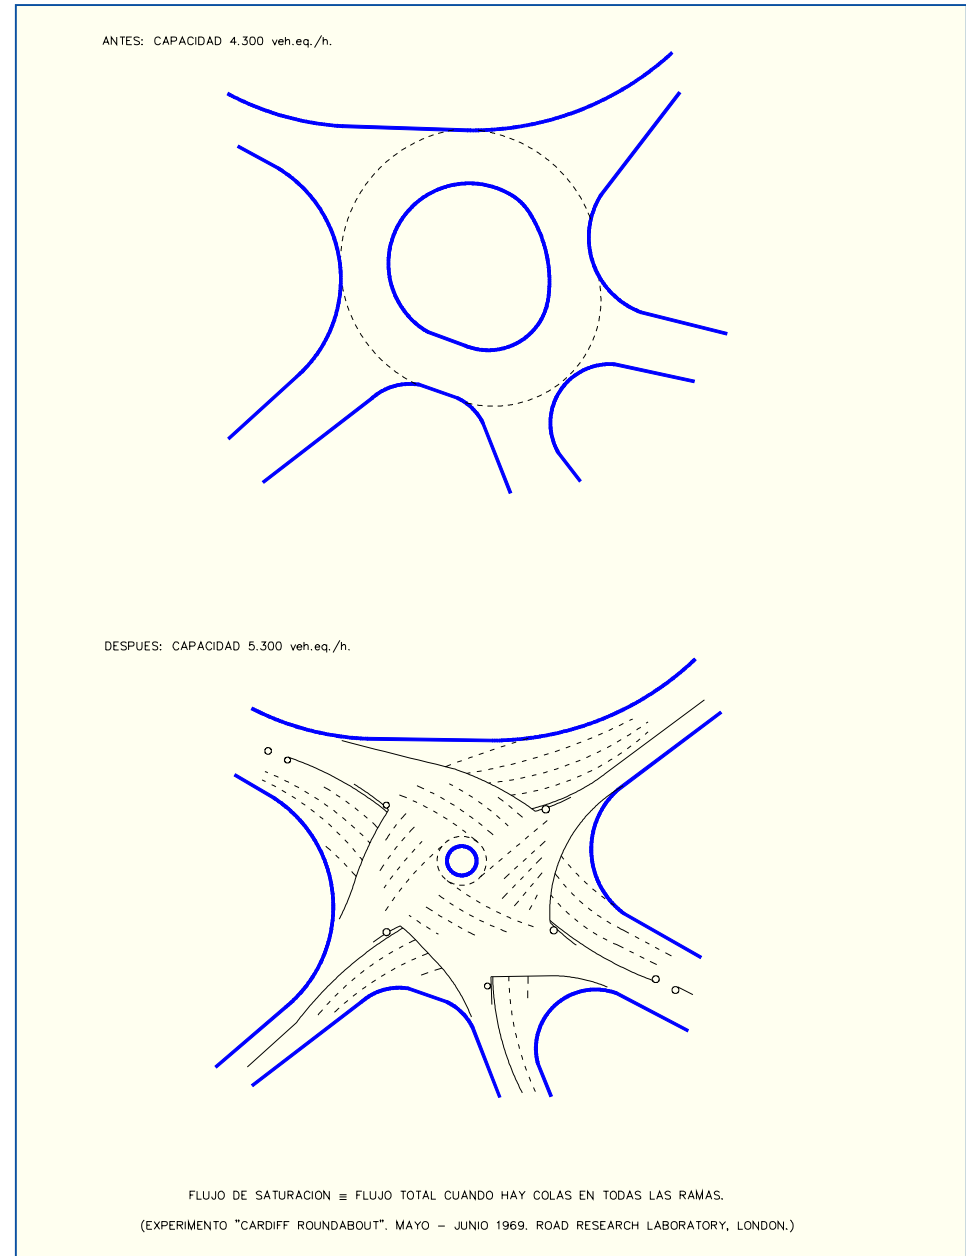 ANTES: CAPACIDAD 4.300 veh.eq./h.
DESPUES: CAPACIDAD 5.300 veh.eq./h.
FLUJO DE SATURACION ≡ FLUJO TOTAL CUANDO HAY COLAS EN TODAS LAS RAMAS.
(EXPERIMENTO "CARDIFF ROUNDABOUT". MAYO – JUNIO 1969. ROAD RESEARCH LABORATORY, LONDON.)